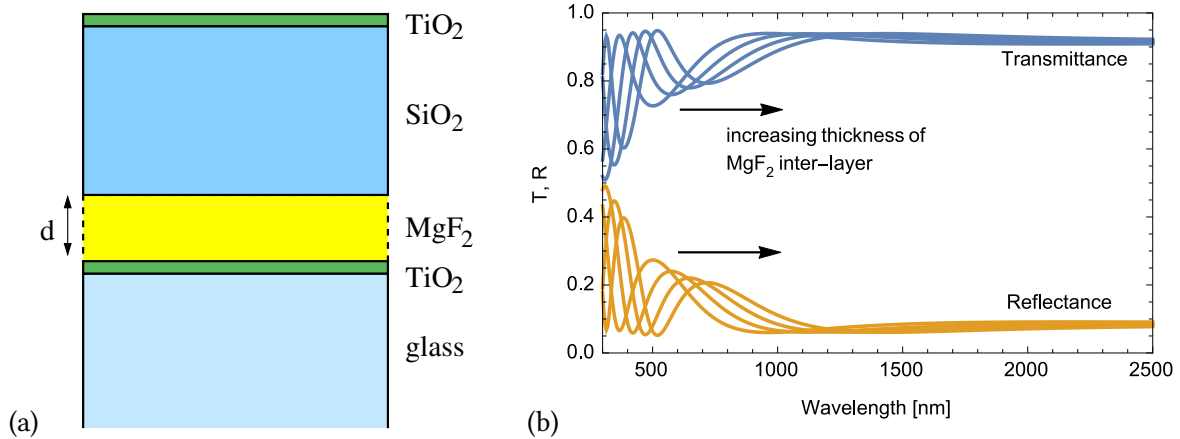 TiO2
SiO2
d
MgF2
TiO2
glass
(a)
1.0
0.8
0.6
0.4
0.2
0.0
T, R
Transmittance
increasing thickness of
MgF2 inter–layer
Reflectance
500
1000
1500
2000
2500
Wavelength [nm]
(b)